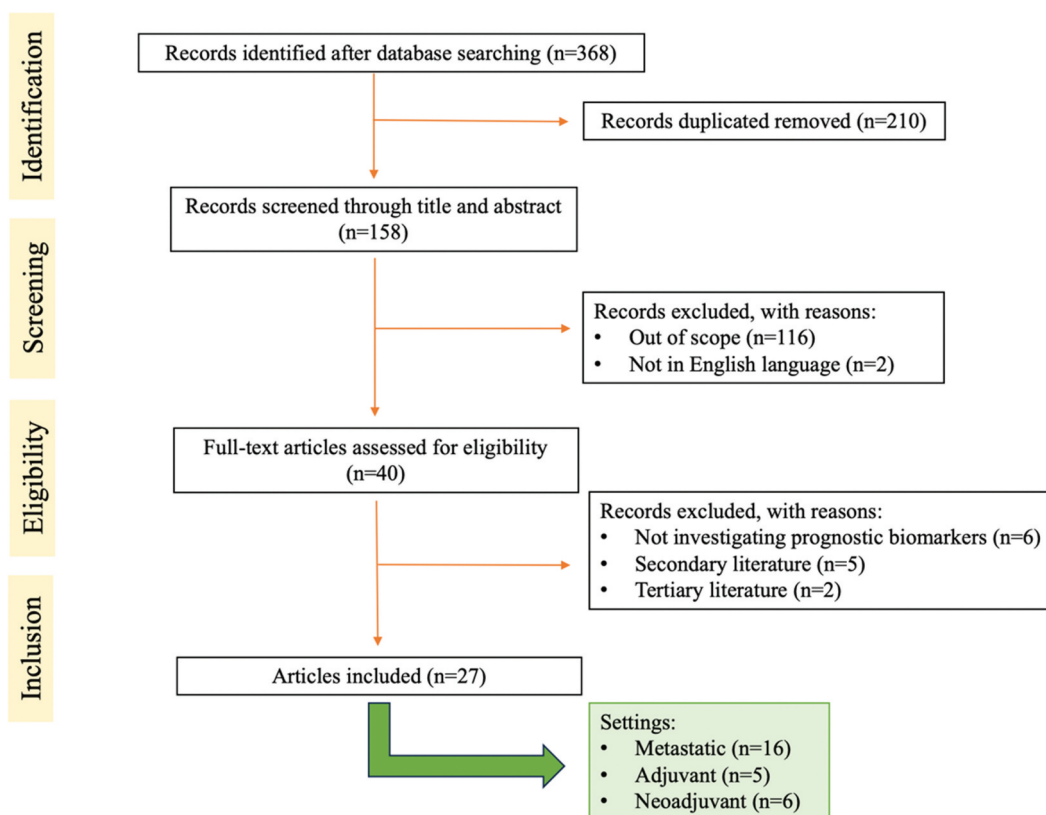 Identification
Records identified after database searching (n=368)
Records duplicated removed (n=210)
Records screened through title and abstract
(n=158)
Screening
Records excluded, with reasons:
• Out of scope (n=116)
• Not in English language (n=2)
Eligibility
Full-text articles assessed for eligibility
(n=40)
Records excluded, with reasons:
• Not investigating prognostic biomarkers (n=6)
• Secondary literature (n=5)
• Tertiary literature (n=2)
Inclusion
Articles included (n=27)
Settings:
• Metastatic (n=16)
• Adjuvant (n=5)
• Neoadjuvant (n=6)